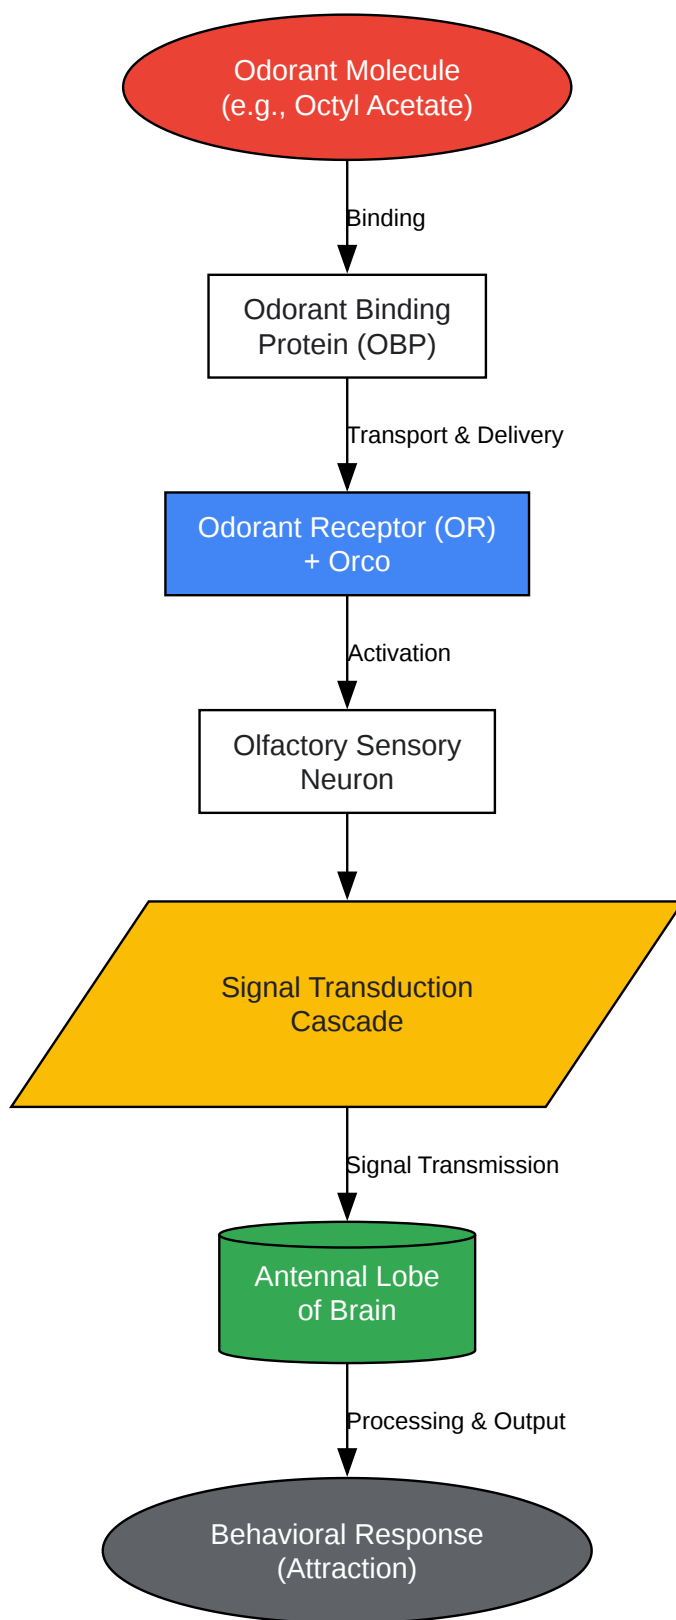 Odorant Molecule
(e.g., Octyl Acetate)
Binding
Odorant Binding
Protein (OBP)
Transport & Delivery
Odorant Receptor (OR)
+ Orco
Activation
Olfactory Sensory
Neuron
Signal Transduction
Cascade
Signal Transmission
Antennal Lobe
of Brain
Processing & Output
Behavioral Response
(Attraction)